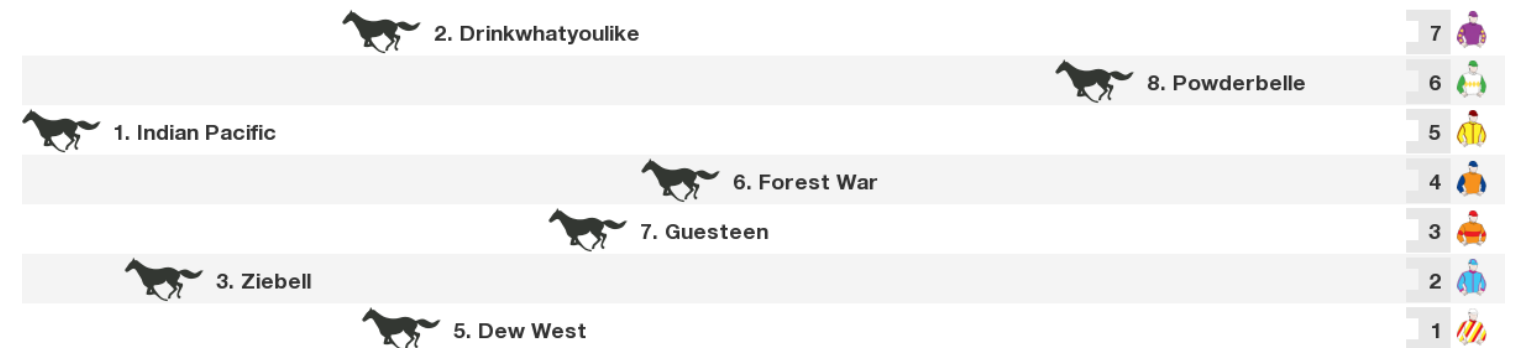 2. Drinkwhatyoulike 7
8. Powderbelle 6
1. Indian Pacific 5
6. Forest War 4
7. Guesteen 3
3. Ziebell 2
5. Dew West 1